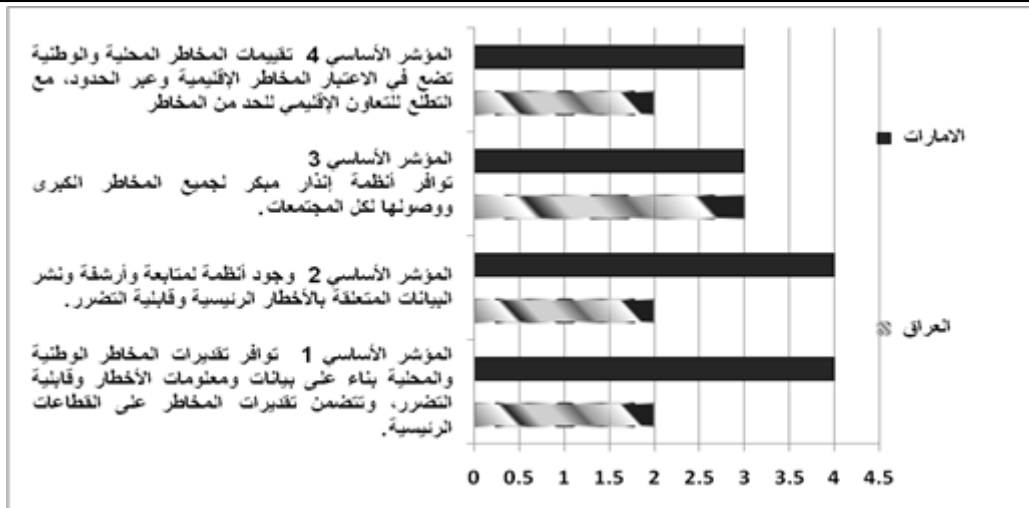 المؤشر الأساسي 4 تقييمات المخاطر المحلية والوطنية
تضع في الاعتبار المخاطر الإقليمية وعبر الحدود، مع
التطلع للتعاون الإقليمي للحد من المخاطر
المؤشر الأساسي 3
توافر أنظمة إنذار مبكر لجميع المخاطر الكبرى
ووصولها لكل المجتمعات.
المؤشر الأساسي 2 وجود أنظمة لمتابعة وأرشفة ونشر
البيانات المتعلقة بالأخطار الرئيسية وقابلية التضرر.
المؤشر الأساسي 1 توافر تقديرات المخاطر الوطنية
والمحلية بناء على بيانات ومعلومات الأخطار وقابلية
التضرر، وتتضمن تقديرات المخاطر على القطاعات
الرئيسية.
الامارات
العراق
0 0.5 1 1.5 2 2.5 3 3.5 4 4.5